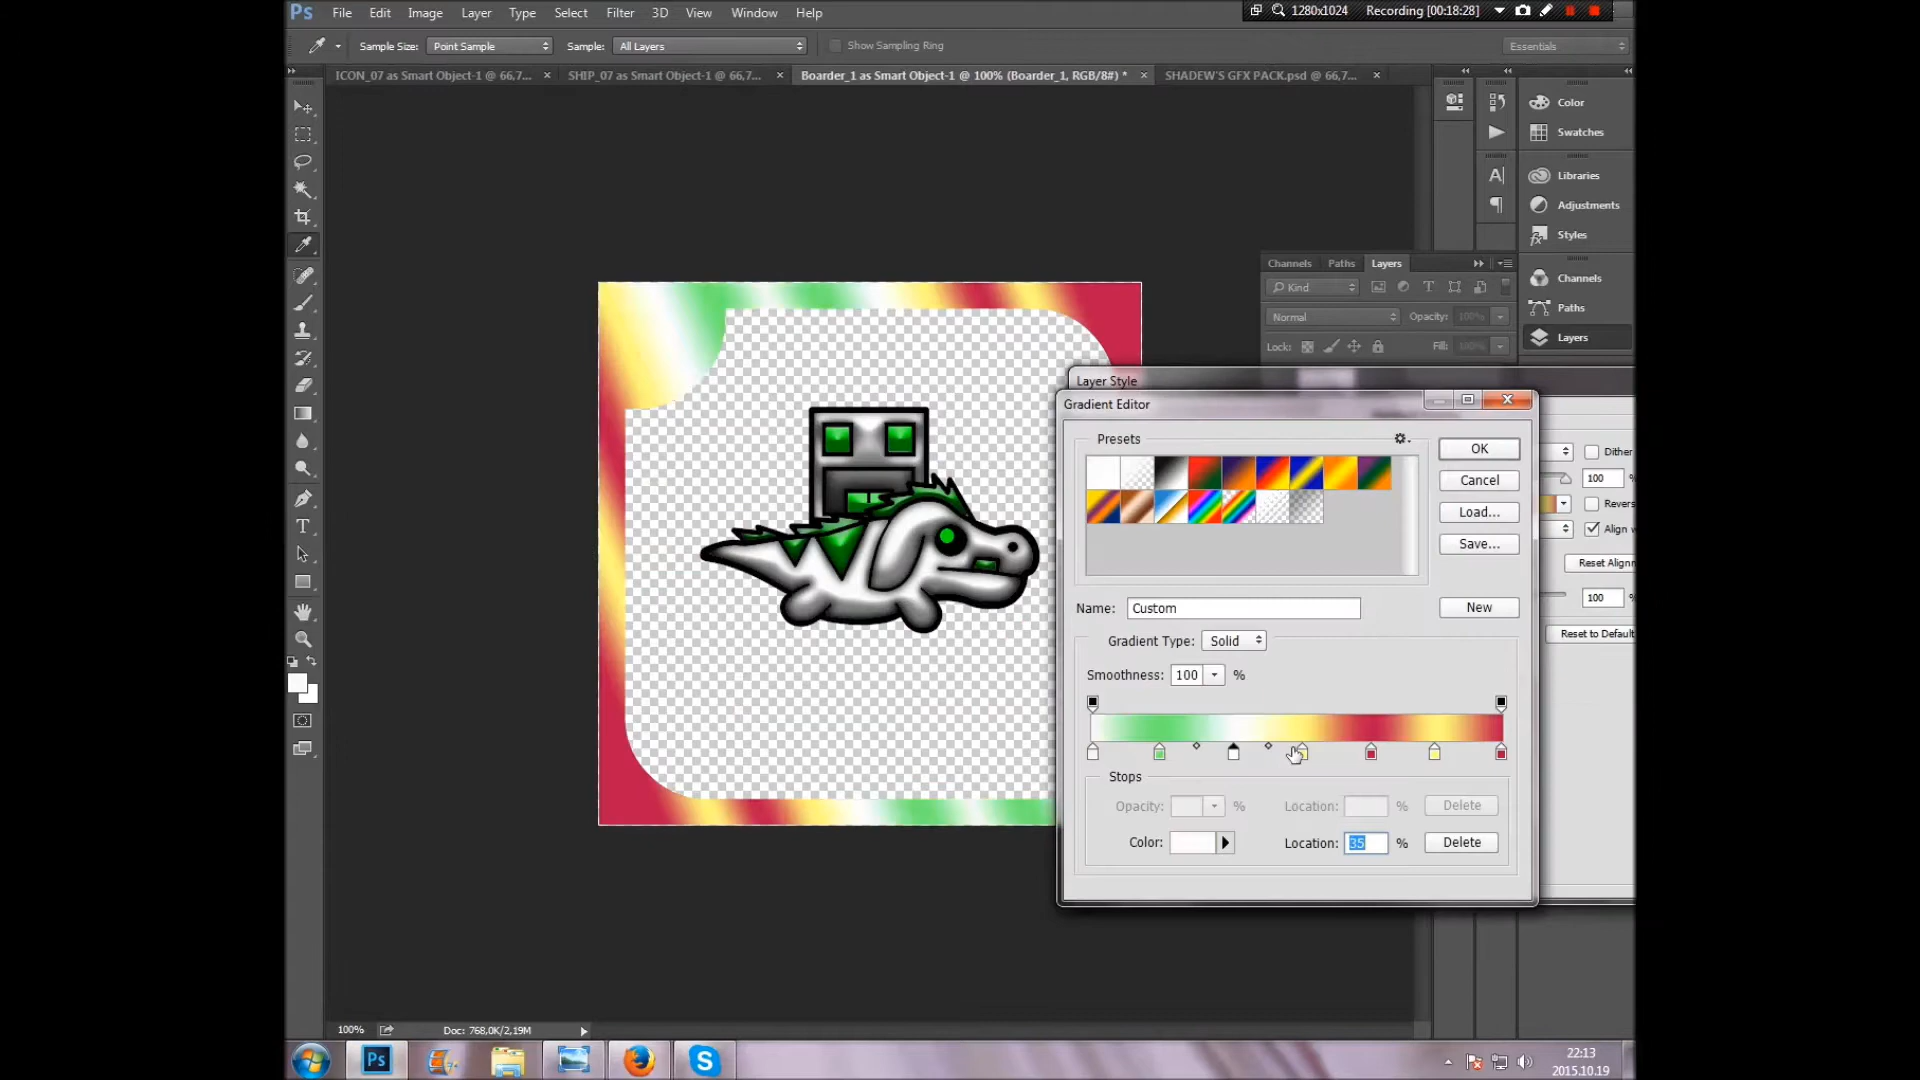 Ps File Edit Image Layer Type Select Filter 3D View Window Help
1280x1024 Recording [00:18:28]
Sample Size: Point Sample Sample: All Layers Show Sampling Ring Essentials
ICON_07 as Smart Object-1 @ 66,7... SHIP_07 as Smart Object-1 @ 66,7... Boarder_1 as Smart Object-1 @ 100% (Boarder_1, RGB/8#) * SHADEW'S GFX PACK.psd @ 66,7...
Color
Swatches
Libraries
Adjustments
Styles
Channels
Paths
Layers
Channels Paths Layers
Kind
Normal Opacity: 100%
Lock: Fill: 100%
Layer Style
Gradient Editor
Presets
OK
Cancel
Load...
Save...
Name: Custom New
Gradient Type: Solid
Smoothness: 100 %
Stops
Opacity: % Location: % Delete
Color: Location: 35 % Delete
Dither
100
Revers
Align w
Reset Alignn
100
Reset to Default
100% Doc: 768,0K/2,19M
Ps S
22:13
2015.10.19